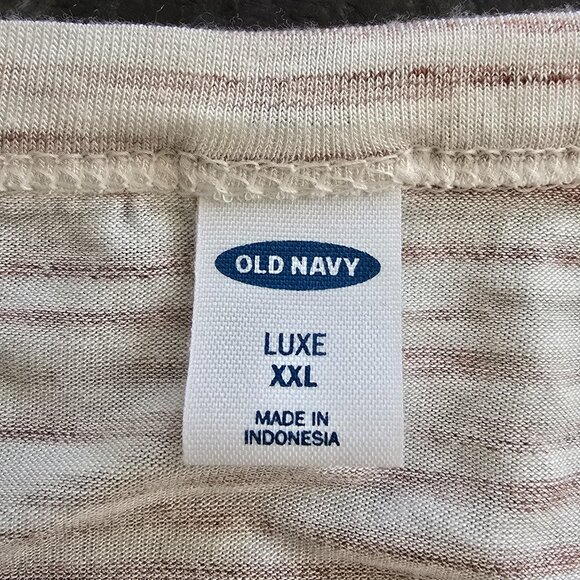 OLD NAVY
LUXE
XXL
MADE IN
INDONESIA